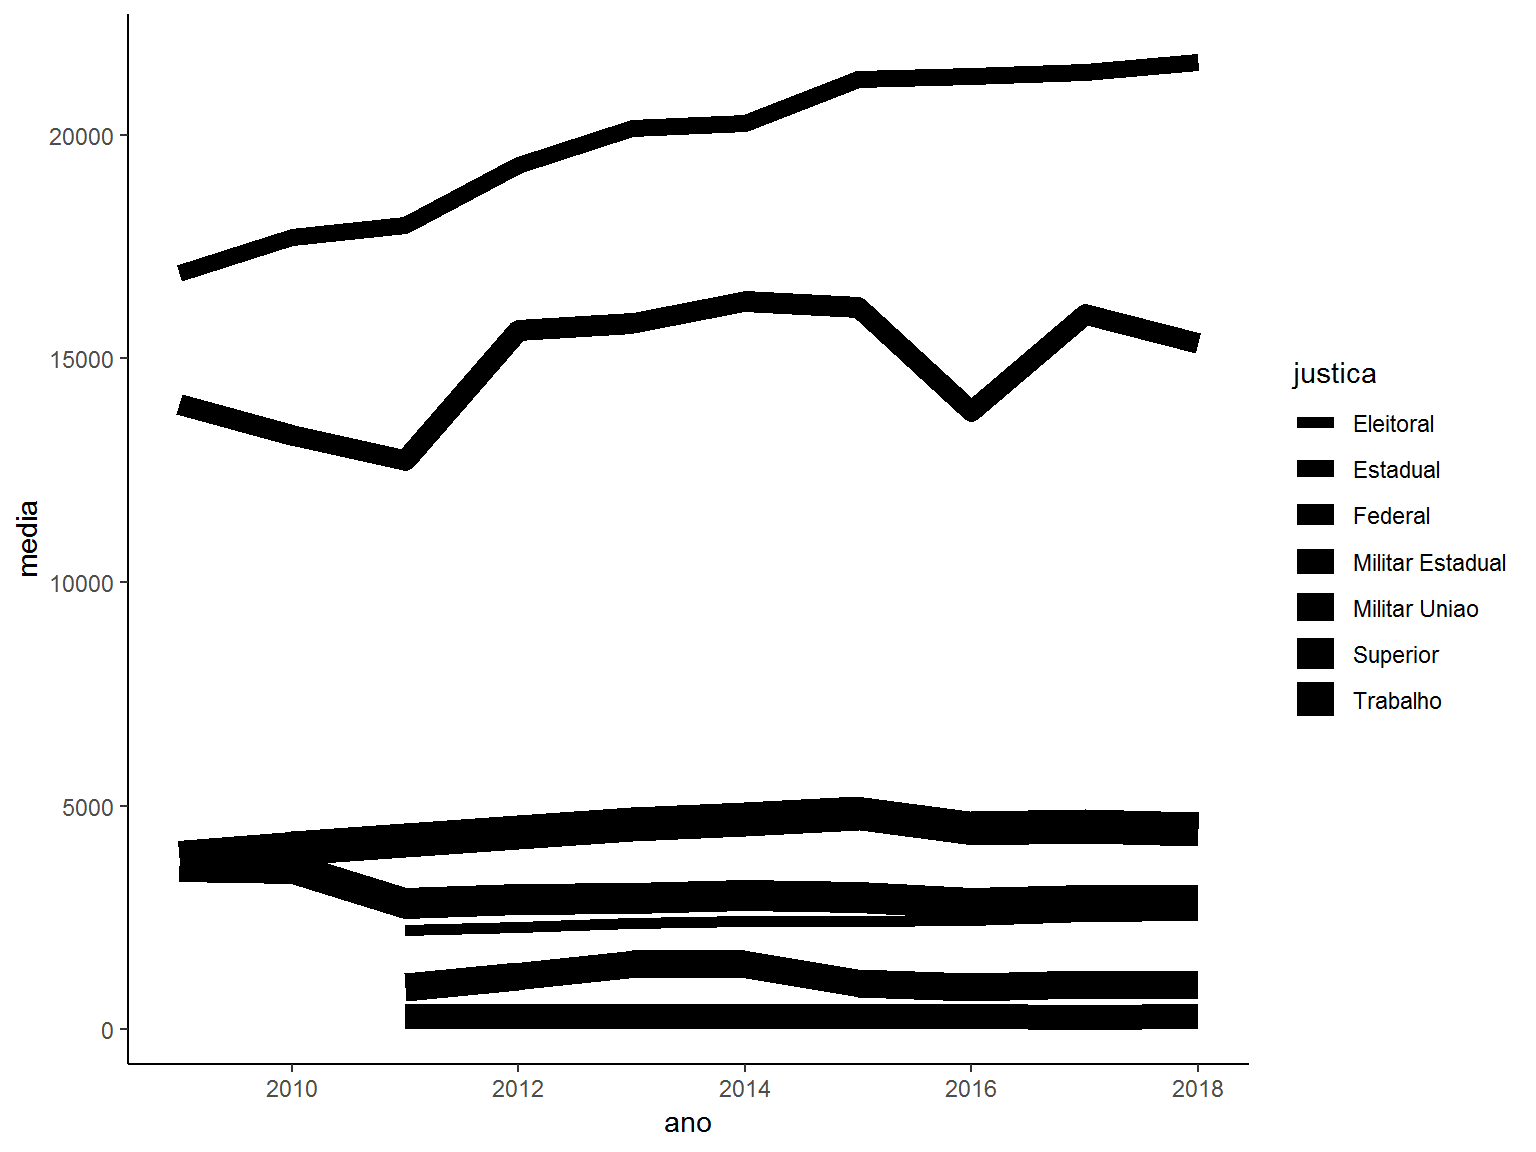 20000
15000
10000
5000
0
media
2010
2012
2014
2016
2018
ano
justica
Eleitoral
Estadual
Federal
Militar Estadual
Militar Uniao
Superior
Trabalho